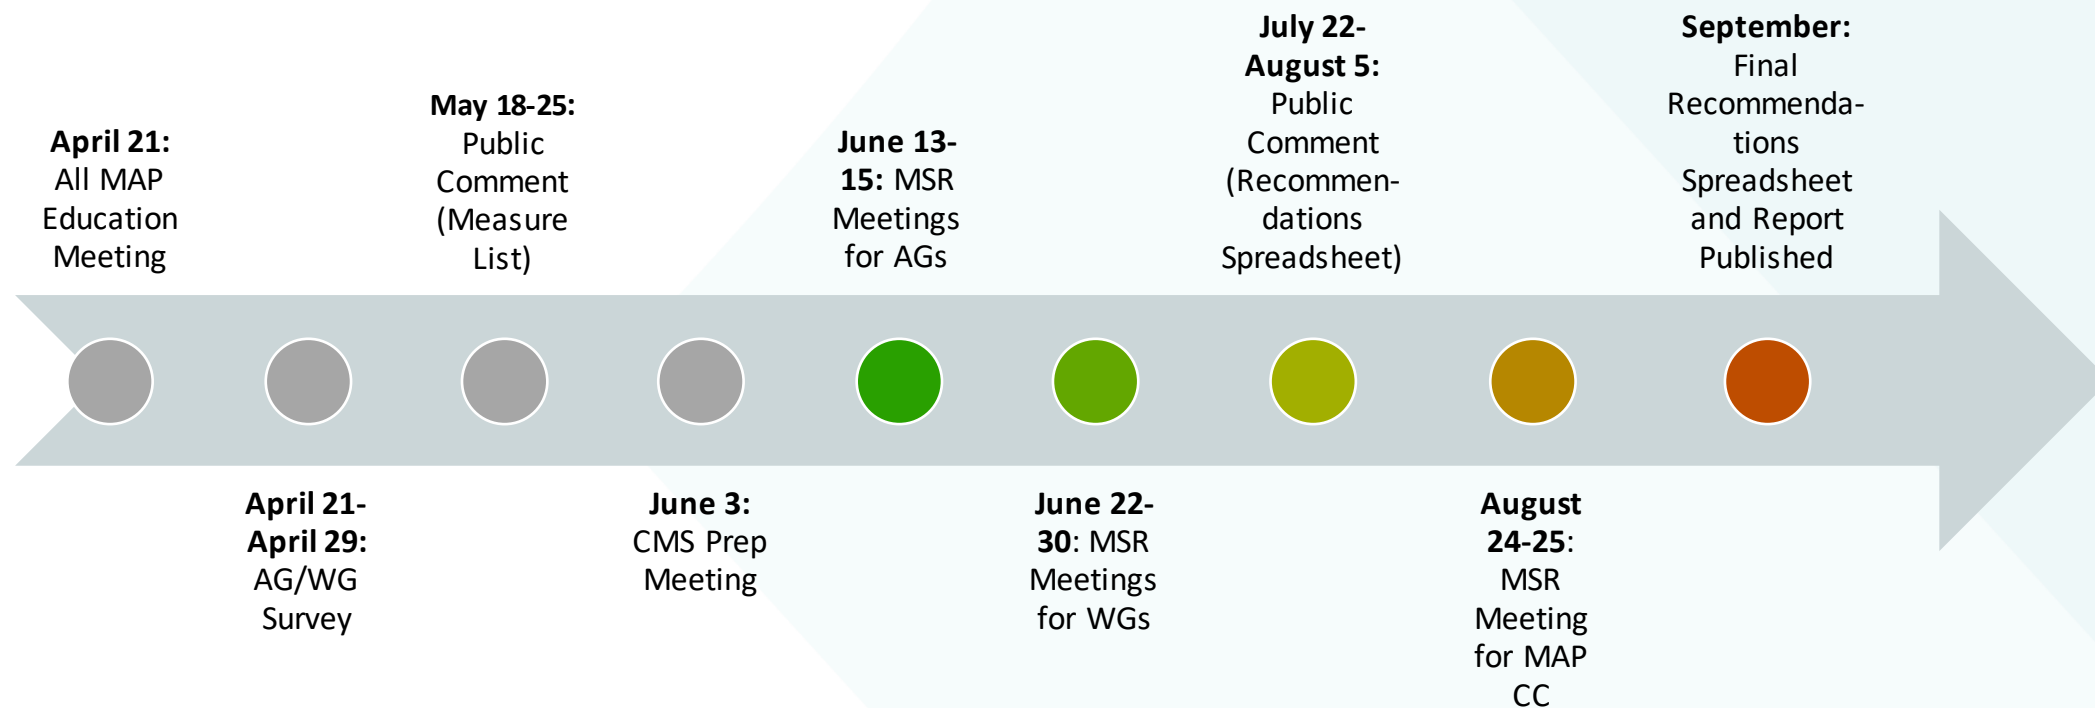 April 21:
All MAP
Education
Meeting
April 21-
April 29:
AG/WG
Survey
May 18-25:
Public
Comment
(Measure
List)
June 3:
CMS Prep
Meeting
June 13-
15: MSR
Meetings
for AGs
June 22-
30: MSR
Meetings
for WGs
July 22-
August 5:
Public
Comment
(Recommen-
dations
Spreadsheet)
August
24-25:
MSR
Meeting
for MAP
CC
September:
Final
Recommenda-
tions
Spreadsheet
and Report
Published